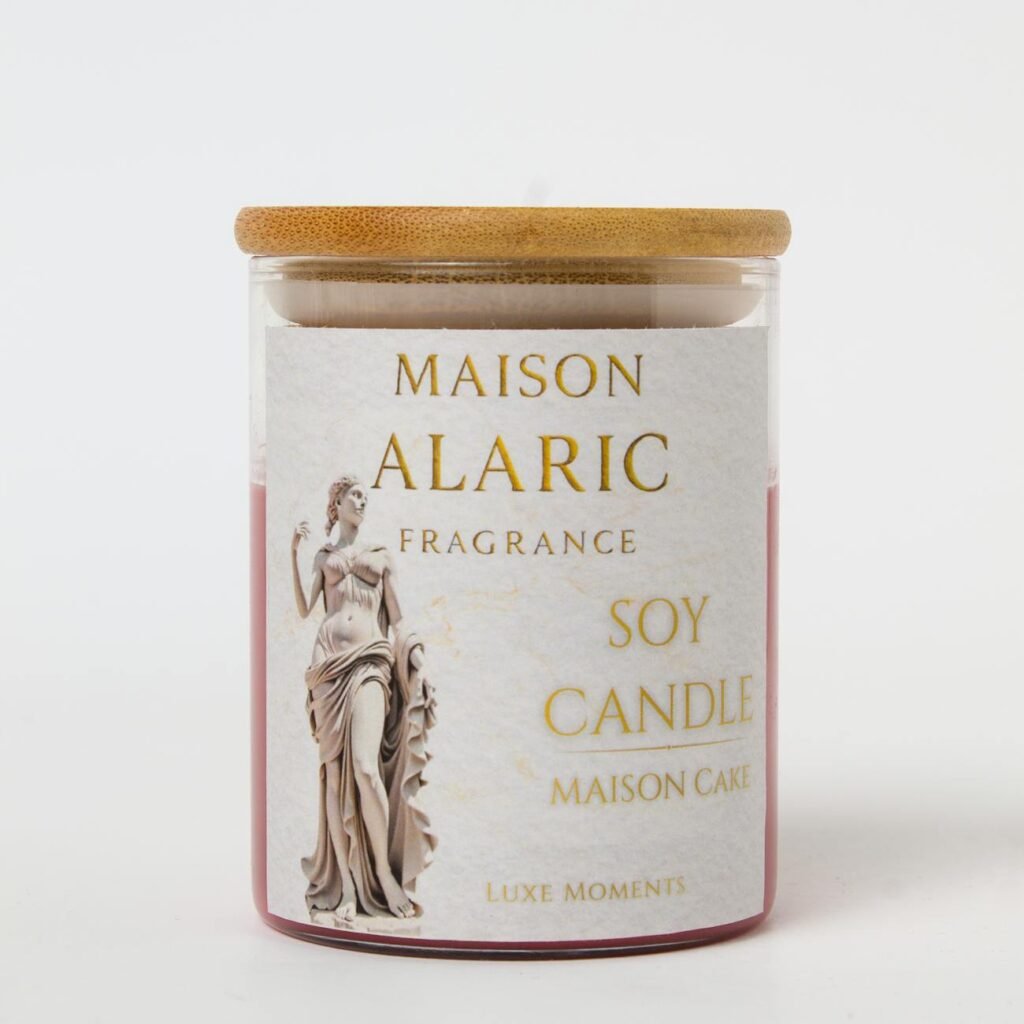 MAISON
ALARIC
FRAGRANCE
SOY
CANDLE
MAISON CAKE
LUXE MOMENTS